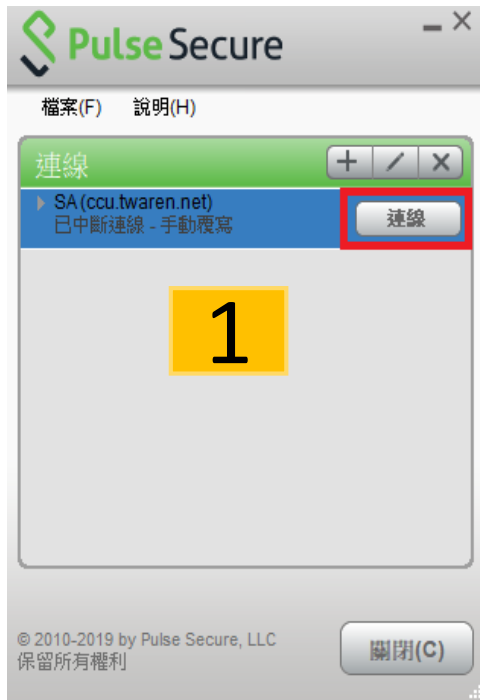 Pulse Secure
檔案(F) 說明(H)
連線
SA (ccu.twaren.net)
已中斷連線 - 手動覆寫
連線
1
© 2010-2019 by Pulse Secure, LLC
保留所有權利
關閉(C)